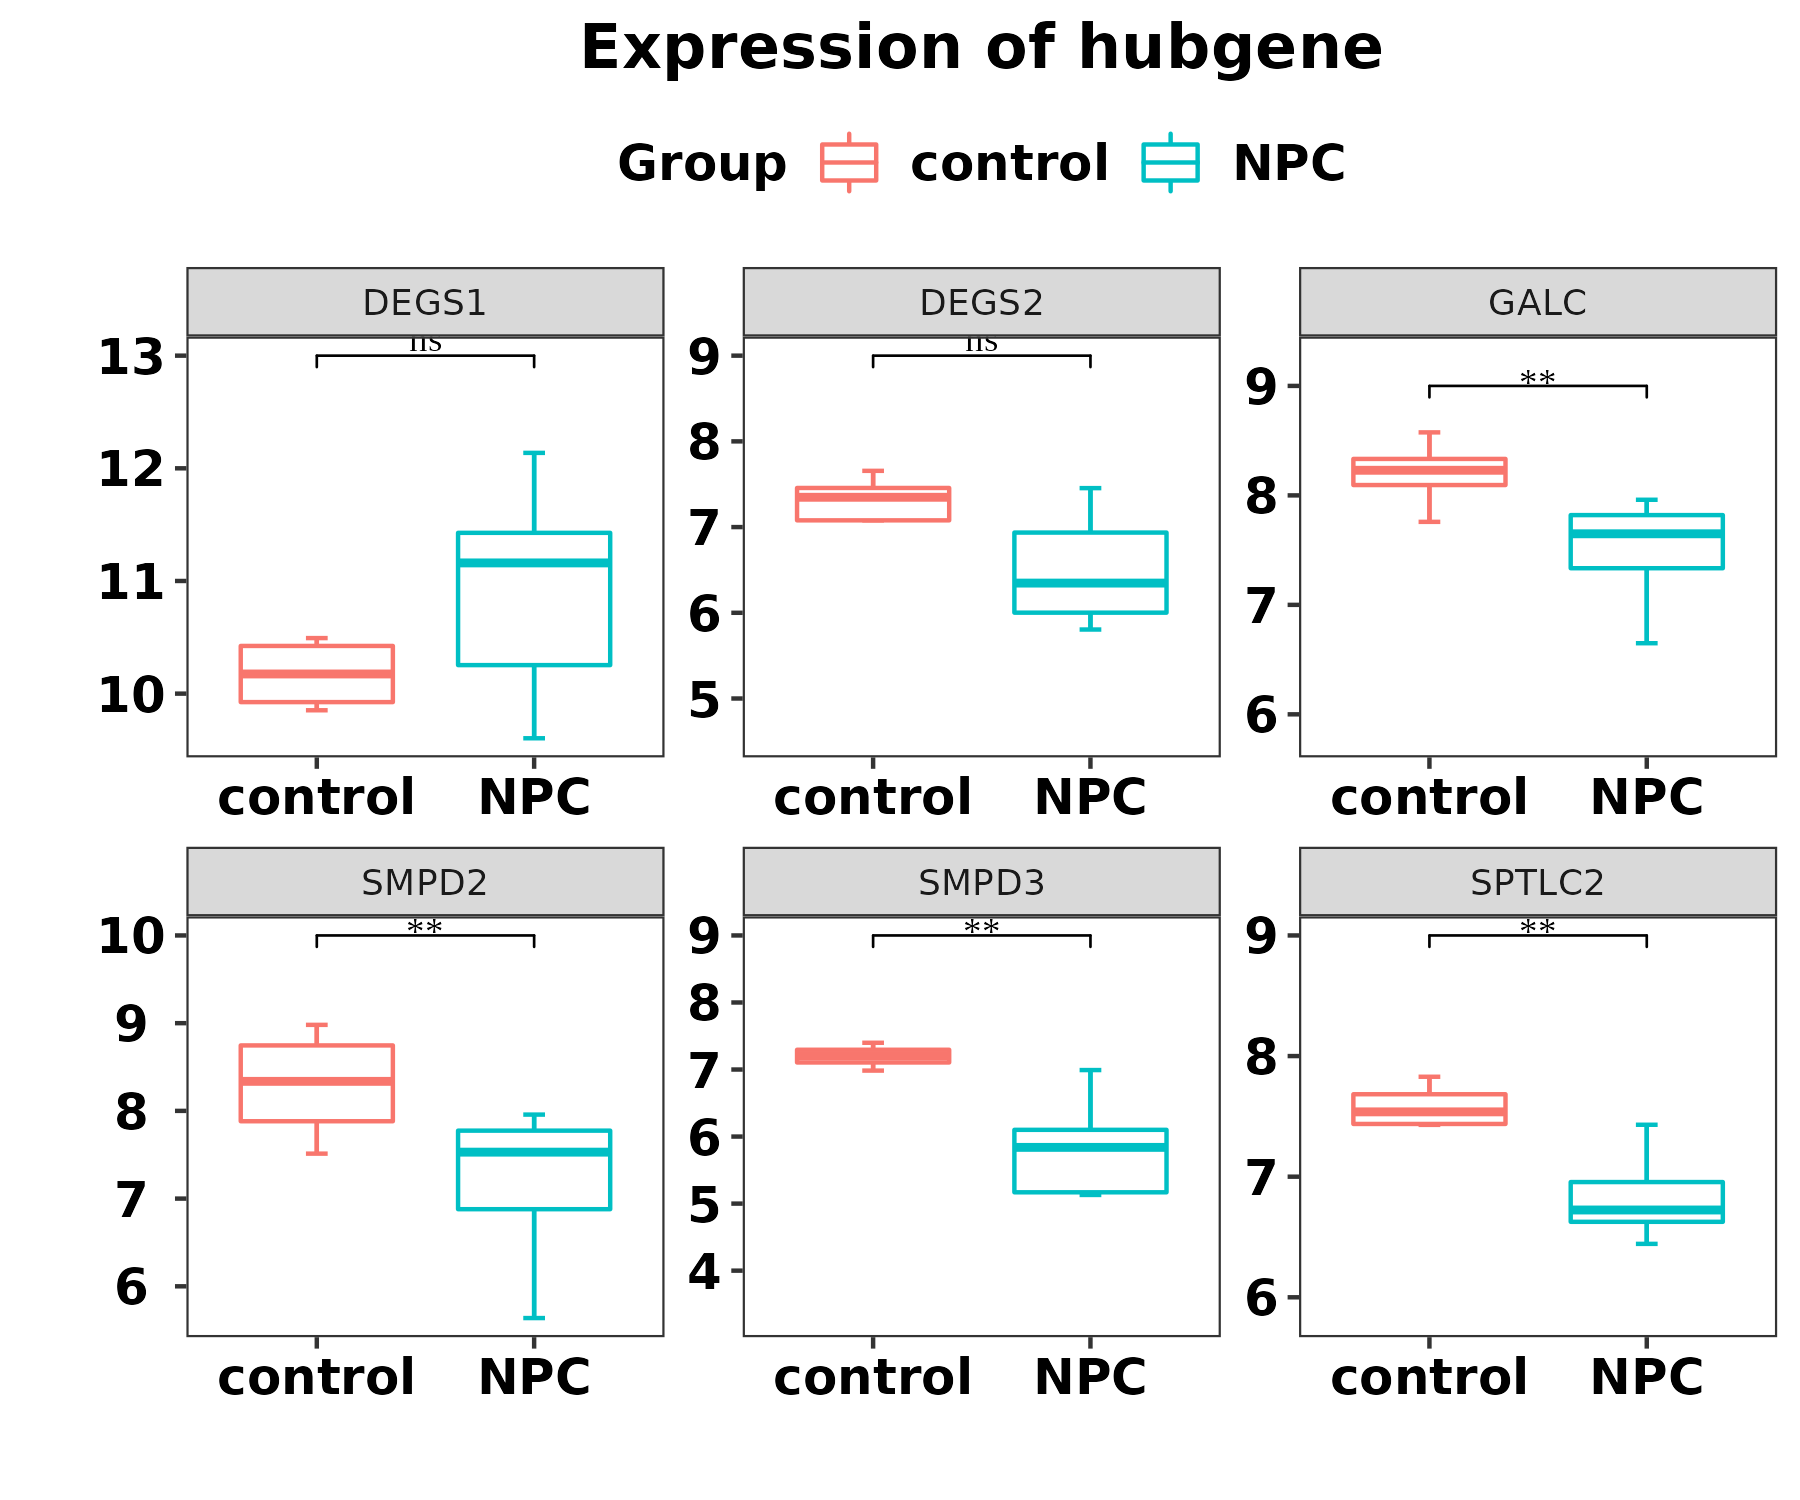 Expression of hubgene
Group control NPC
DEGS1 DEGS2 GALC
ns ns **
13 12 11 10
9 8 7 6 5
9 8 7 6
control NPC control NPC control NPC
SMPD2 SMPD3 SPTLC2
** ** **
10 9 8 7 6
9 8 7 6 5 4
9 8 7 6
control NPC control NPC control NPC